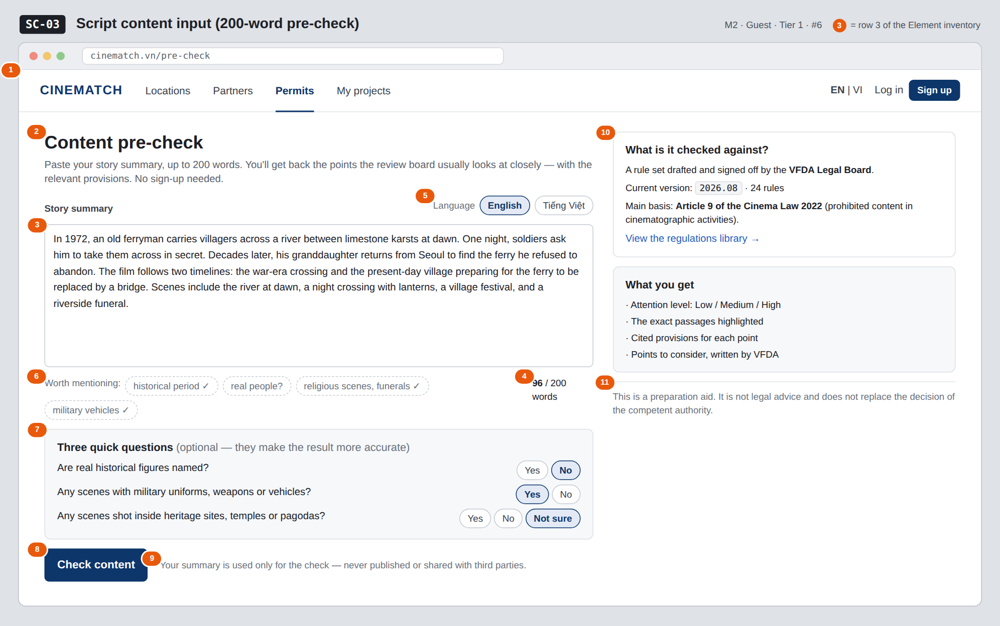 SC-03 Script content input (200-word pre-check)
M2 · Guest · Tier 1 · #6 3 = row 3 of the Element inventory
cinematch.vn/pre-check
1
CINEMATCH Locations Partners Permits My projects EN | VI Log in Sign up
2
Content pre-check
Paste your story summary, up to 200 words. You'll get back the points the review board usually looks at closely — with the
relevant provisions. No sign-up needed.
Story summary
5
Language English Tiếng Việt
3
In 1972, an old ferryman carries villagers across a river between limestone karsts at dawn. One night, soldiers ask
him to take them across in secret. Decades later, his granddaughter returns from Seoul to find the ferry he refused to
abandon. The film follows two timelines: the war-era crossing and the present-day village preparing for the ferry to be
replaced by a bridge. Scenes include the river at dawn, a night crossing with lanterns, a village festival, and a
riverside funeral.
6
Worth mentioning: historical period ✓ real people? religious scenes, funerals ✓
military vehicles ✓
4
96 / 200
words
7
Three quick questions (optional — they make the result more accurate)
Are real historical figures named? Yes No
Any scenes with military uniforms, weapons or vehicles? Yes No
Any scenes shot inside heritage sites, temples or pagodas? Yes No Not sure
8
Check content
9
Your summary is used only for the check — never published or shared with third parties.
10
What is it checked against?
A rule set drafted and signed off by the VFDA Legal Board.
Current version: 2026.08 · 24 rules
Main basis: Article 9 of the Cinema Law 2022 (prohibited content in
cinematographic activities).
View the regulations library →
What you get
· Attention level: Low / Medium / High
· The exact passages highlighted
· Cited provisions for each point
· Points to consider, written by VFDA
11
This is a preparation aid. It is not legal advice and does not replace the decision of
the competent authority.